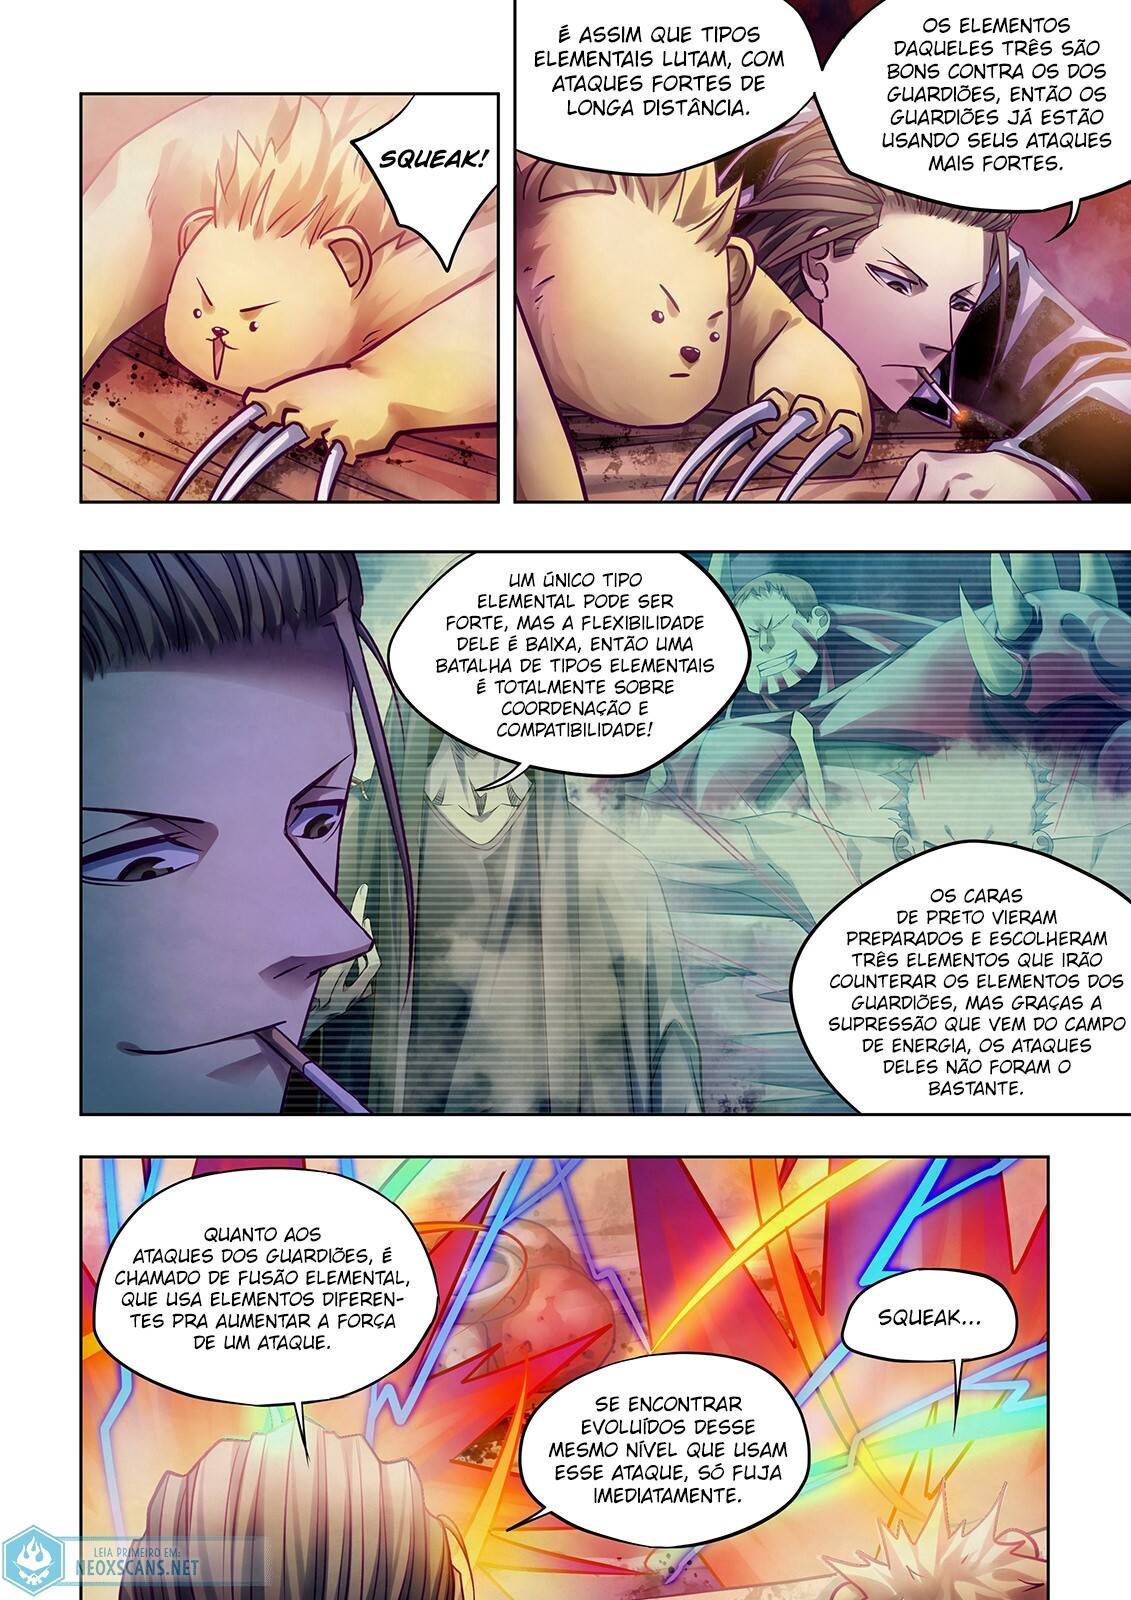 SQUEAK!
É ASSIM QUE TIPOS
ELEMENTAIS LUTAM, COM
ATAQUES FORTES DE
LONGA DISTÂNCIA.
OS ELEMENTOS
DAQUELES TRÊS SÃO
BONS CONTRA OS DOS
GUARDIÕES, ENTÃO OS
GUARDIÕES JÁ ESTÃO
USANDO SEUS ATAQUES
MAIS FORTES.
UM ÚNICO TIPO
ELEMENTAL PODE SER
FORTE, MAS A FLEXIBILIDADE
DELE É BAIXA, ENTÃO UMA
BATALHA DE TIPOS ELEMENTAIS
É TOTALMENTE SOBRE
COORDENAÇÃO E
COMPATIBILIDADE!
OS CARAS
DE PRETO VIERAM
PREPARADOS E ESCOLHERAM
TRÊS ELEMENTOS QUE IRÃO
COUNTERAR OS ELEMENTOS DOS
GUARDIÕES, MAS GRAÇAS A
SUPRESSÃO QUE VEM DO CAMPO
DE ENERGIA, OS ATAQUES
DELES NÃO FORAM O
BASTANTE.
QUANTO AOS
ATAQUES DOS GUARDIÕES, É
CHAMADO DE FUSÃO ELEMENTAL,
QUE USA ELEMENTOS DIFEREN-
TES PRA AUMENTAR A FORÇA
DE UM ATAQUE.
SQUEAK...
SE ENCONTRAR
EVOLUÍDOS DESSE
MESMO NÍVEL QUE USAM
ESSE ATAQUE, SÓ FUJA
IMEDIATAMENTE.
LEIA PRIMEIRO EM:
NEOXSCANS.NET